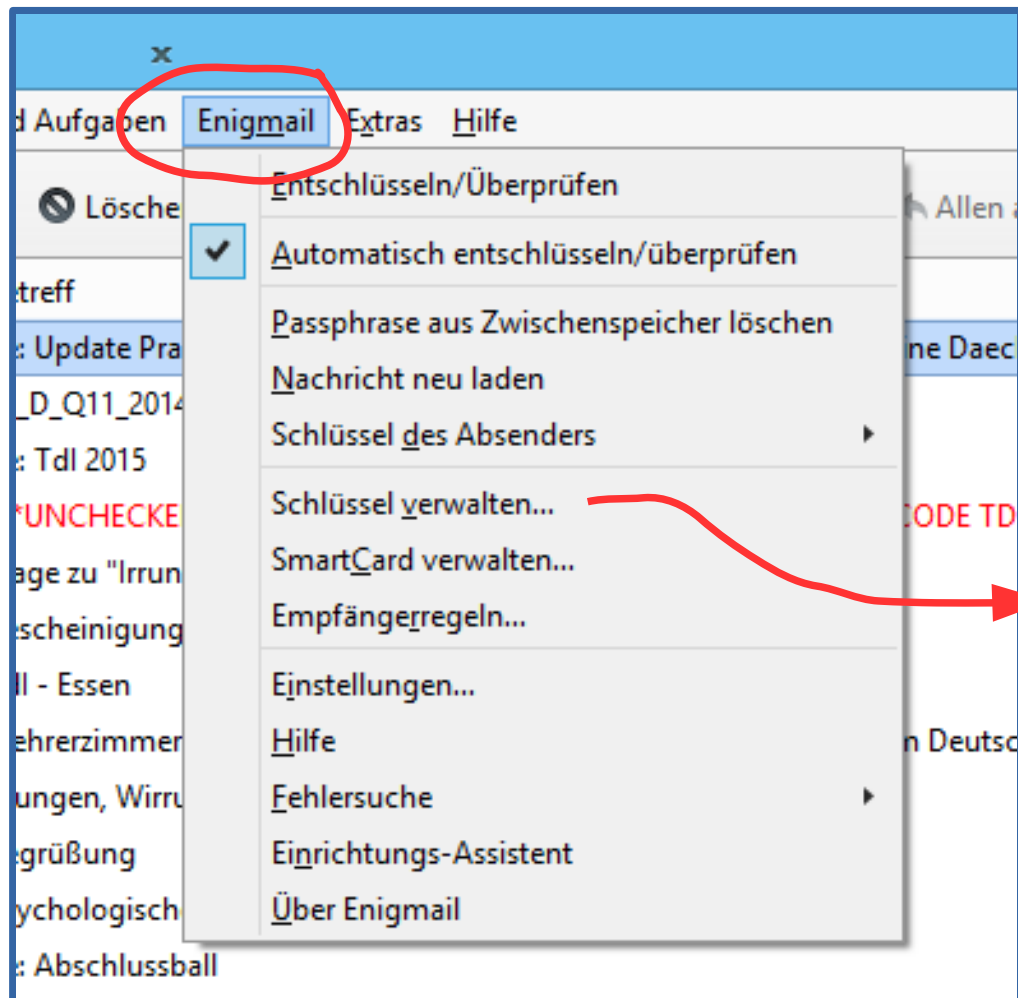 d Aufgaben Enigmail Extras Hilfe
Entschlüsseln/Überprüfen
Lösche Allen a
Automatisch entschlüsseln/überprüfen
etreff
Passphrase aus Zwischenspeicher löschen
: Update Pra ine Daec
Nachricht neu laden
_D_Q11_2014
Schlüssel des Absenders
: TdI 2015
Schlüssel verwalten...
*UNCHECKE CODE TD
SmartCard verwalten...
age zu "Irrun
Empfängerregeln...
escheinigung
Einstellungen...
II - Essen
Hilfe
ehrerzimmer n Deutsc
Fehlersuche
ungen, Wirru
Einrichtungs-Assistent
egrüßung
Über Enigmail
ychologisch
: Abschlussball